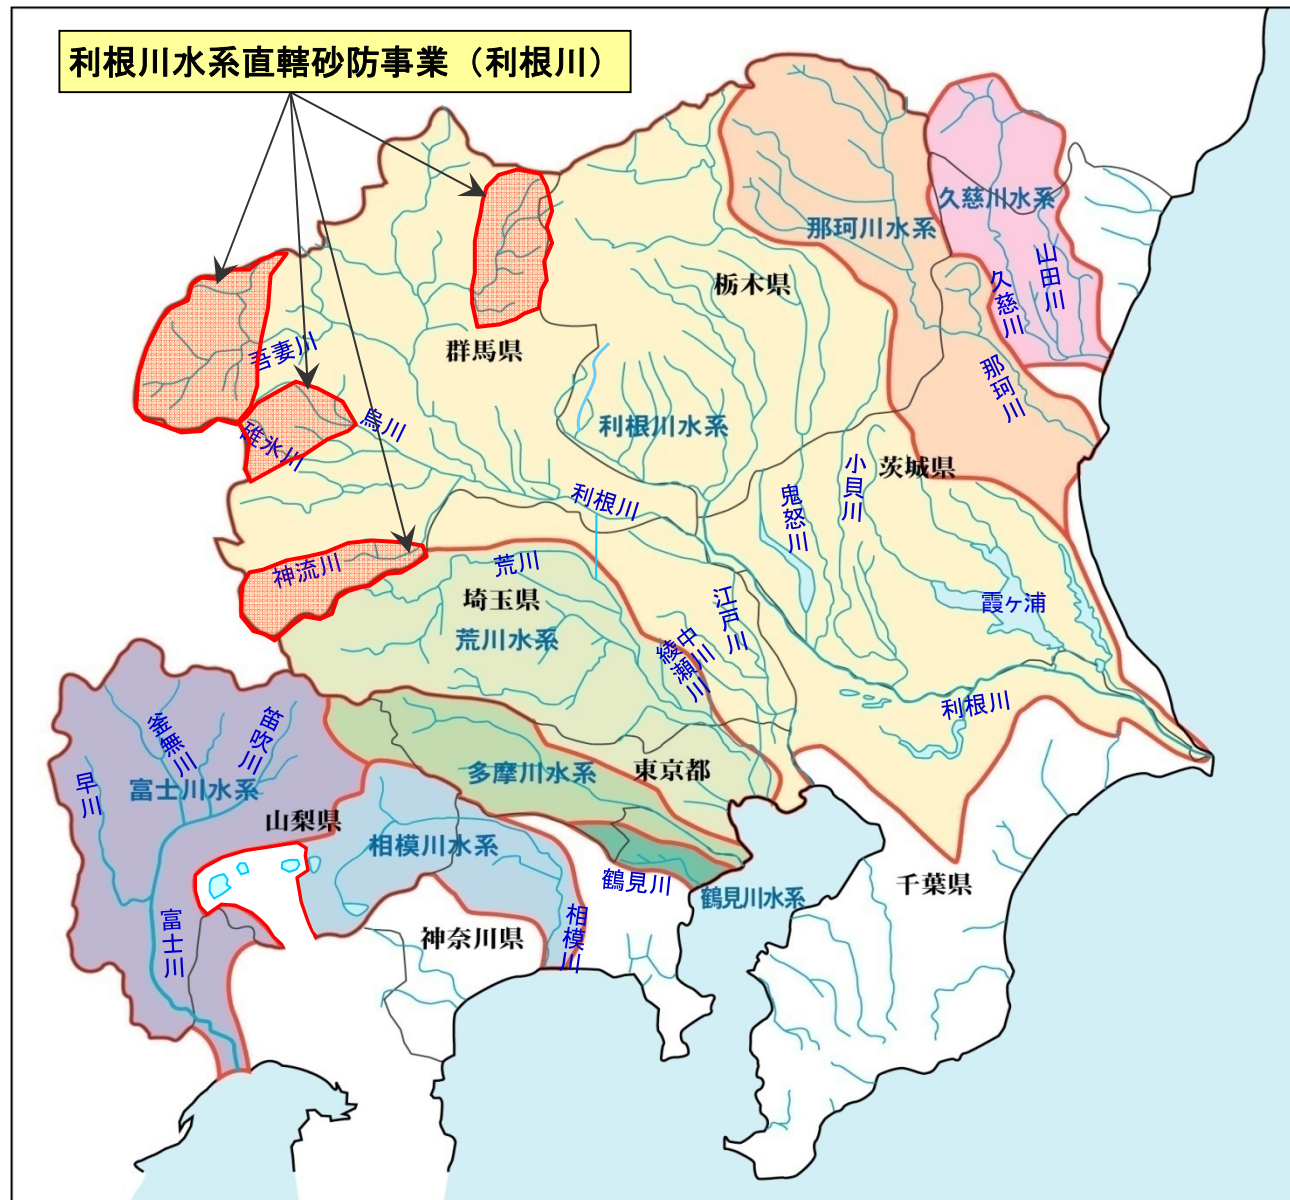 利根川水系直轄砂防事業（利根川）
久慈川水系
那珂川水系
山田川
久慈川
栃木県
吾妻川
群馬県
那珂川
碓氷川
烏川
利根川水系
茨城県
小貝川
鬼怒川
利根川
神流川
荒川
埼玉県
江戸川
霞ヶ浦
荒川水系
中川
綾瀬川
利根川
釜無川
笛吹川
早川
富士川水系
多摩川水系
東京都
山梨県
相模川水系
鶴見川
千葉県
鶴見川水系
富士川
神奈川県
相模川